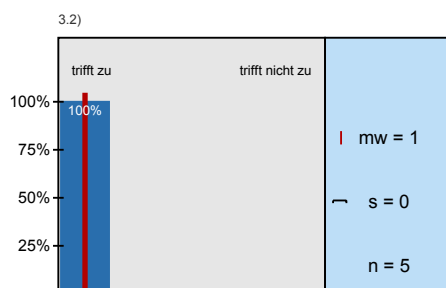 3.2)
trifft zu trifft nicht zu
100%
100%
mw = 1
75%
50%
s = 0
25%
n = 5